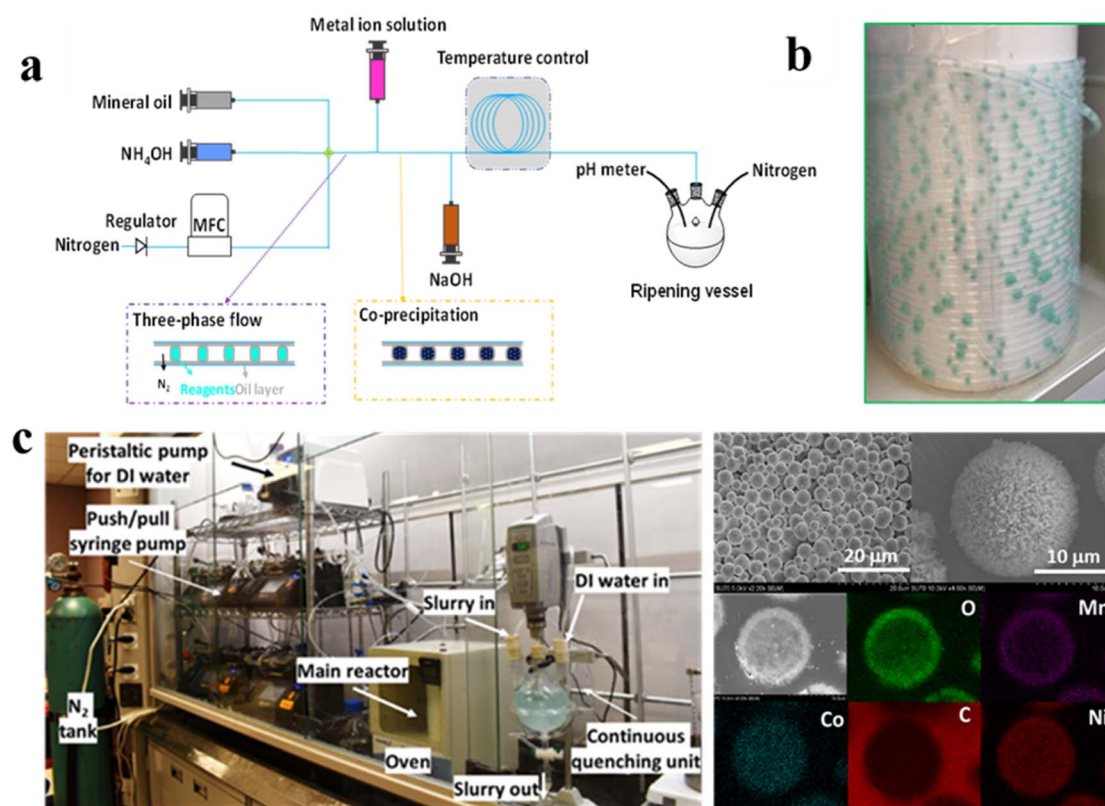 a
b
Metal ion solution
Temperature control
Mineral oil
NH4OH
pH meter
Nitrogen
Regulator
MFC
Nitrogen
NaOH
Ripening vessel
Three-phase flow
Co-precipitation
N2
Reagents
Oil layer
c
Peristaltic pump
for DI water
Push/pull
syringe pump
DI water in
Slurry in
Main reactor
N2
tank
Oven
Continuous
quenching unit
Slurry out
20 μm
10 μm
O
Mn
Co
C
Ni